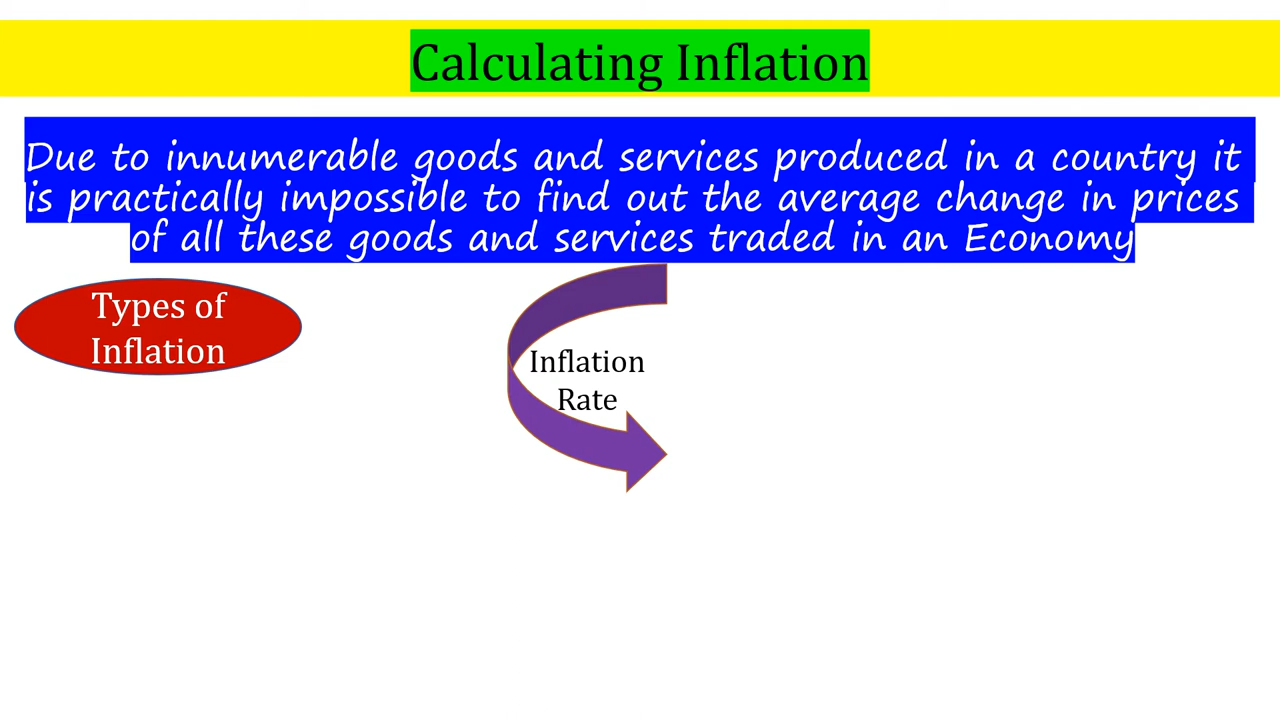 Calculating Inflation
Due to innumerable goods and services produced in a country it
is practically impossible to find out the average change in prices
of all these goods and services traded in an Economy
Types of
Inflation
Inflation
Rate